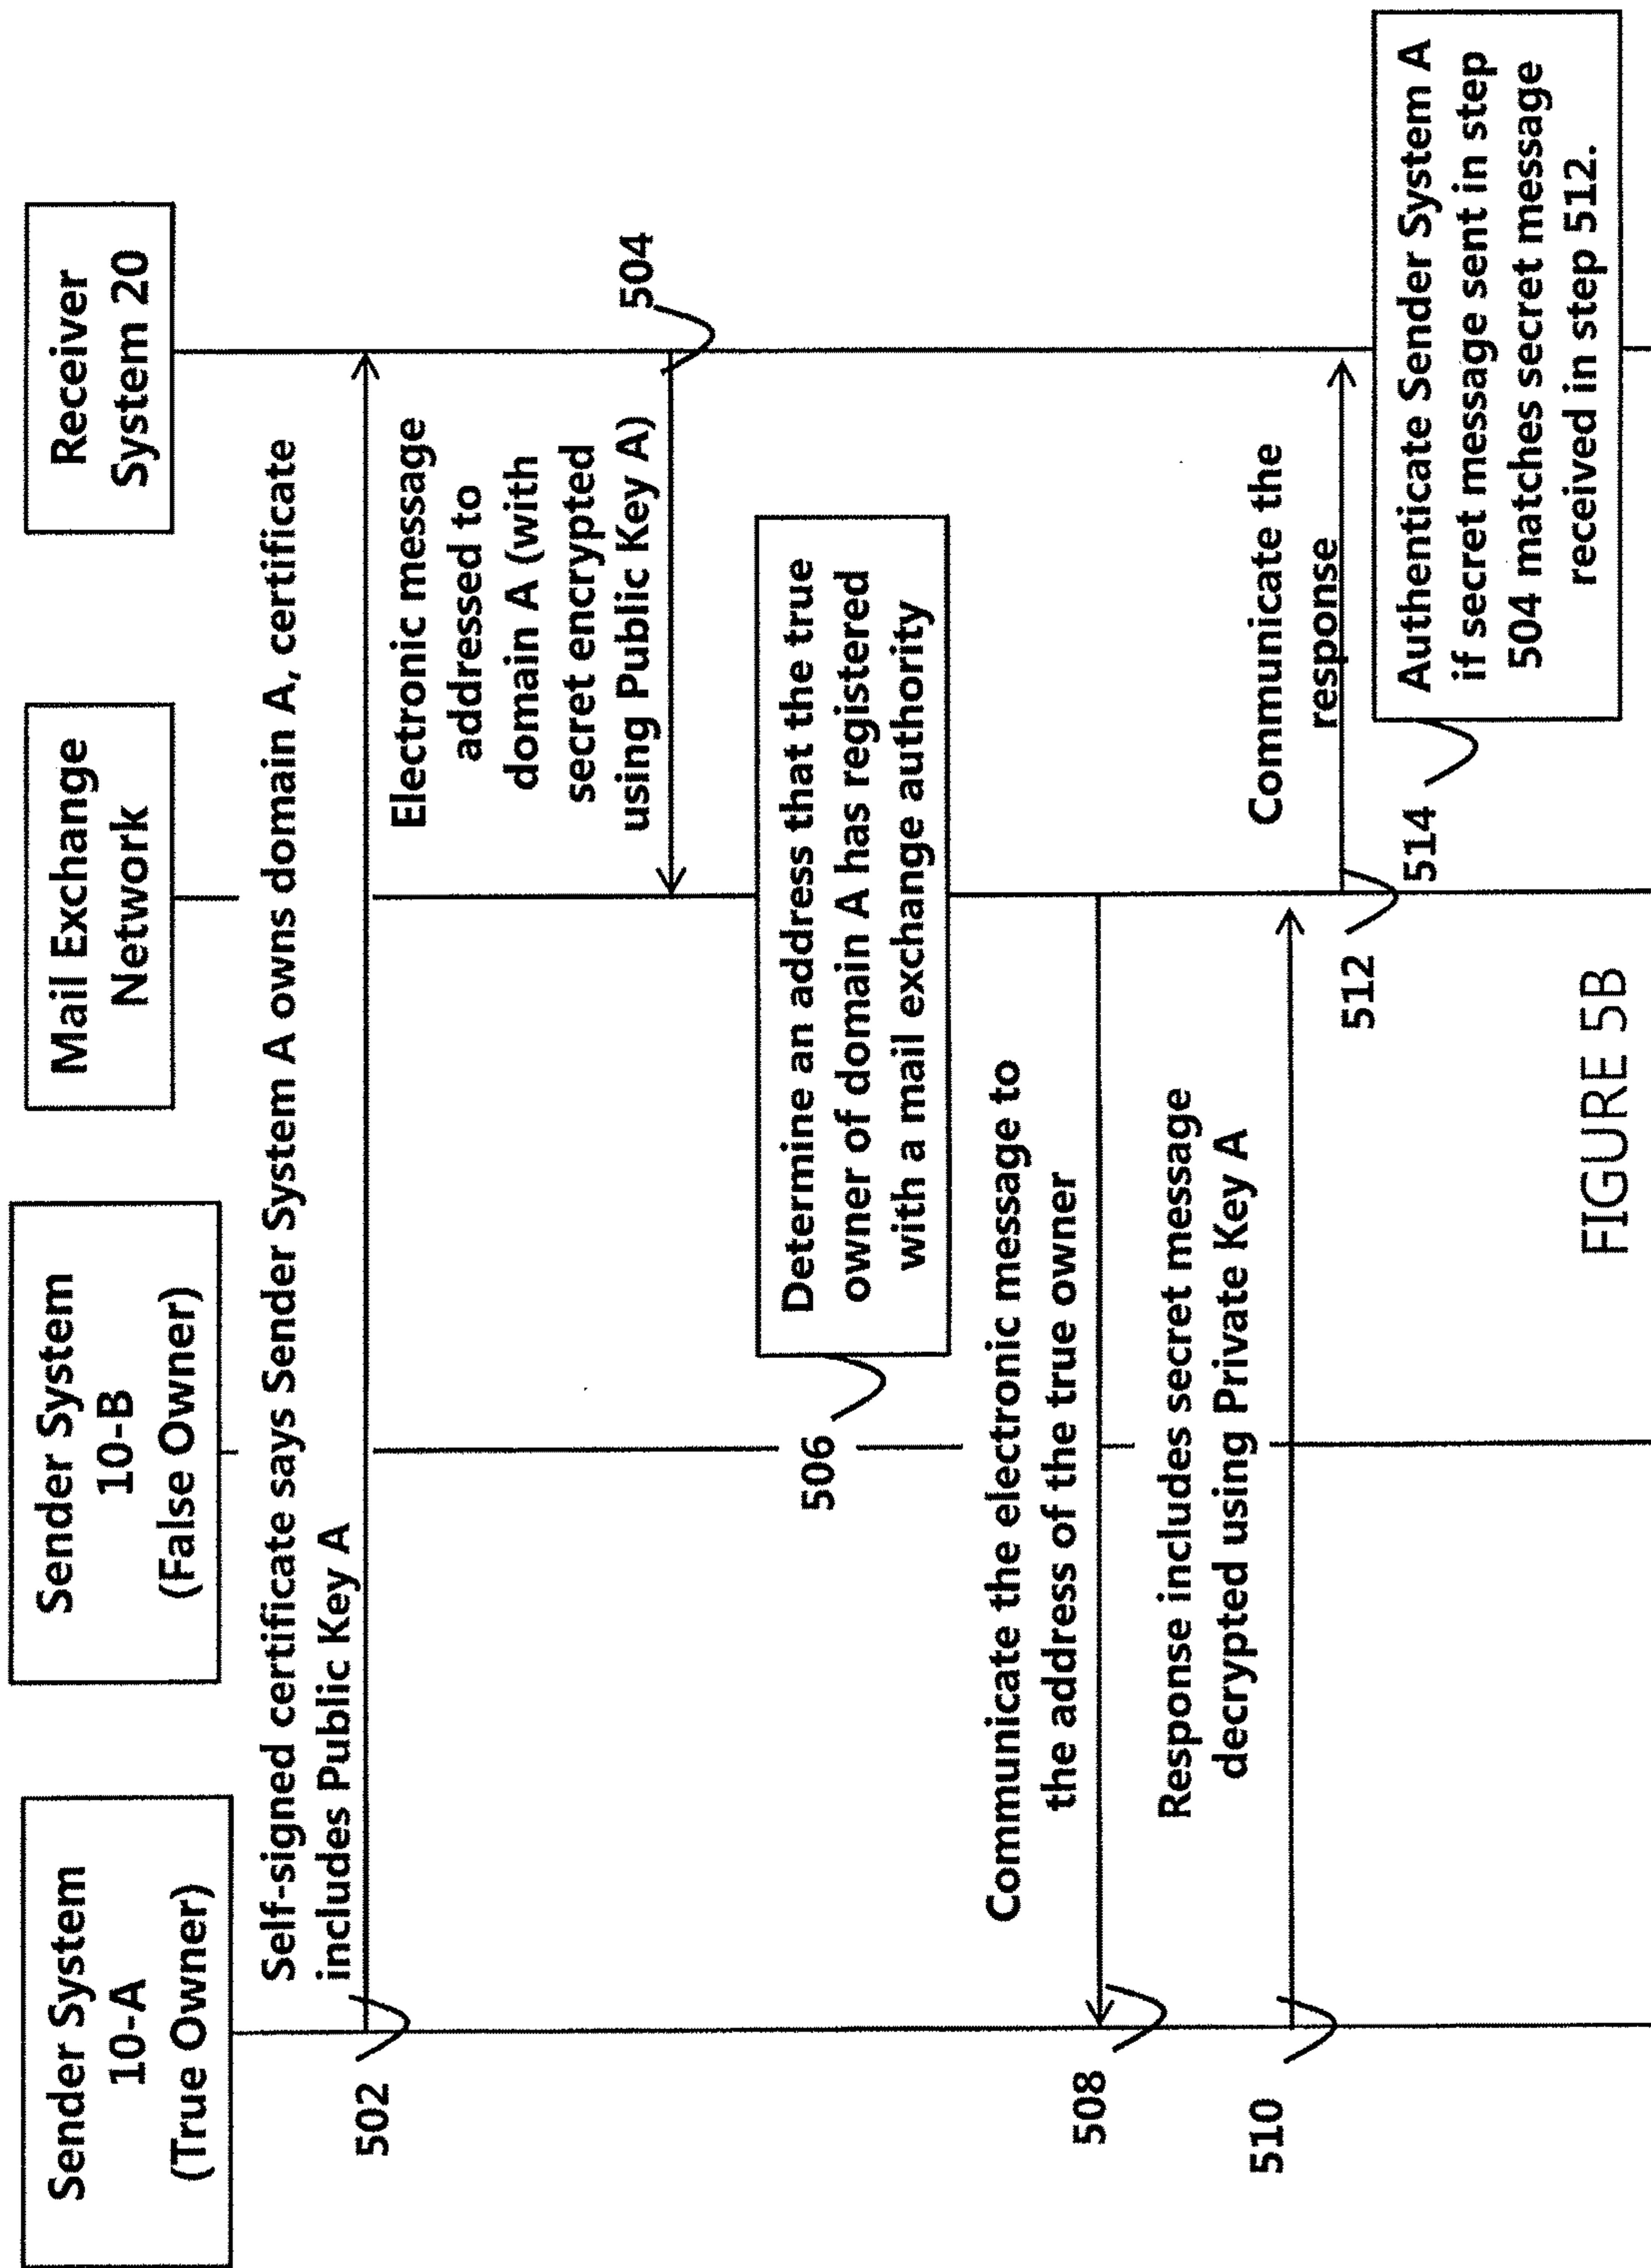 Sender System
10-A
(True Owner)
Sender System
10-B
(False Owner)
Mail Exchange
Network
Receiver
System 20
Self-signed certificate says Sender System A owns domain A, certificate
includes Public Key A
502
Electronic message
addressed to
domain A (with
secret encrypted
using Public Key A)
504
Determine an address that the true
owner of domain A has registered
with a mail exchange authority
506
Communicate the electronic message to
the address of the true owner
508
Response includes secret message
decrypted using Private Key A
510
Communicate the
response
512
Authenticate Sender System A
if secret message sent in step
504 matches secret message
received in step 512.
514
FIGURE 5B